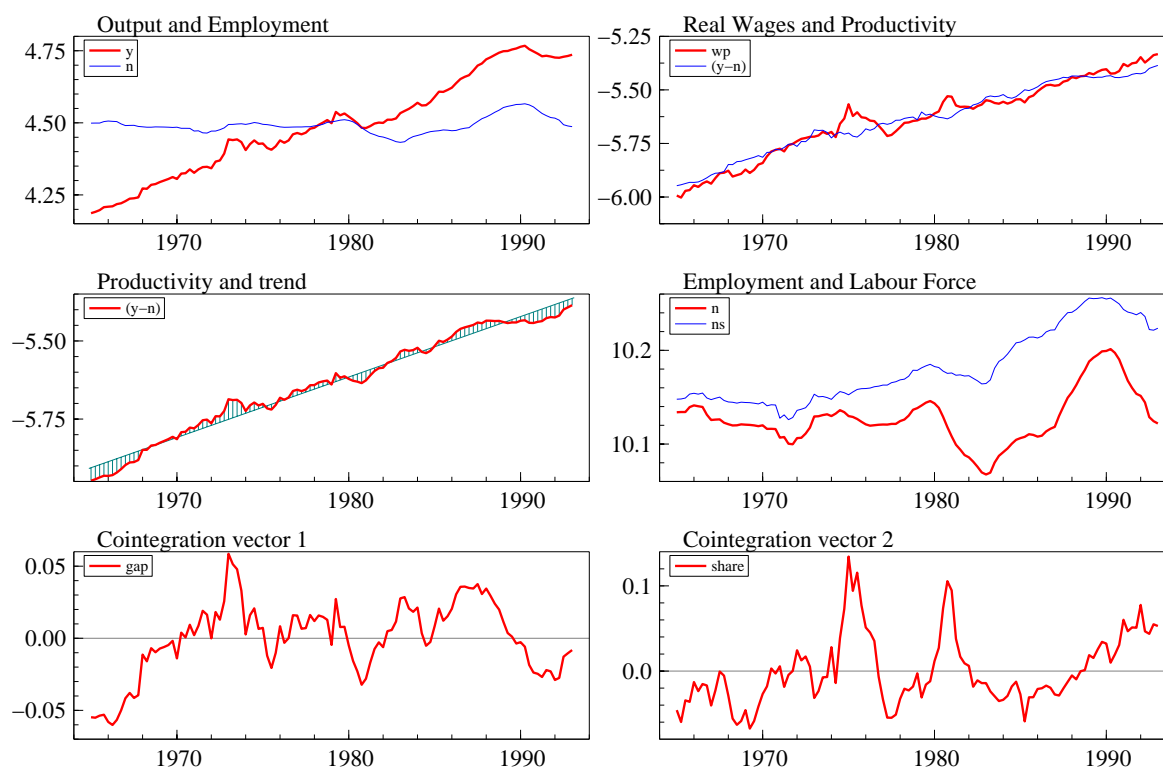 Output and Employment
y
n
4.75
4.50
4.25
1970
1980
1990
Real Wages and Productivity
wp
(y−n)
−5.25
−5.50
−5.75
−6.00
1970
1980
1990
Productivity and trend
(y−n)
−5.50
−5.75
1970
1980
1990
Employment and Labour Force
n
ns
10.2
10.1
1970
1980
1990
Cointegration vector 1
gap
0.05
0.00
−0.05
1970
1980
1990
Cointegration vector 2
share
0.1
0.0
1970
1980
1990